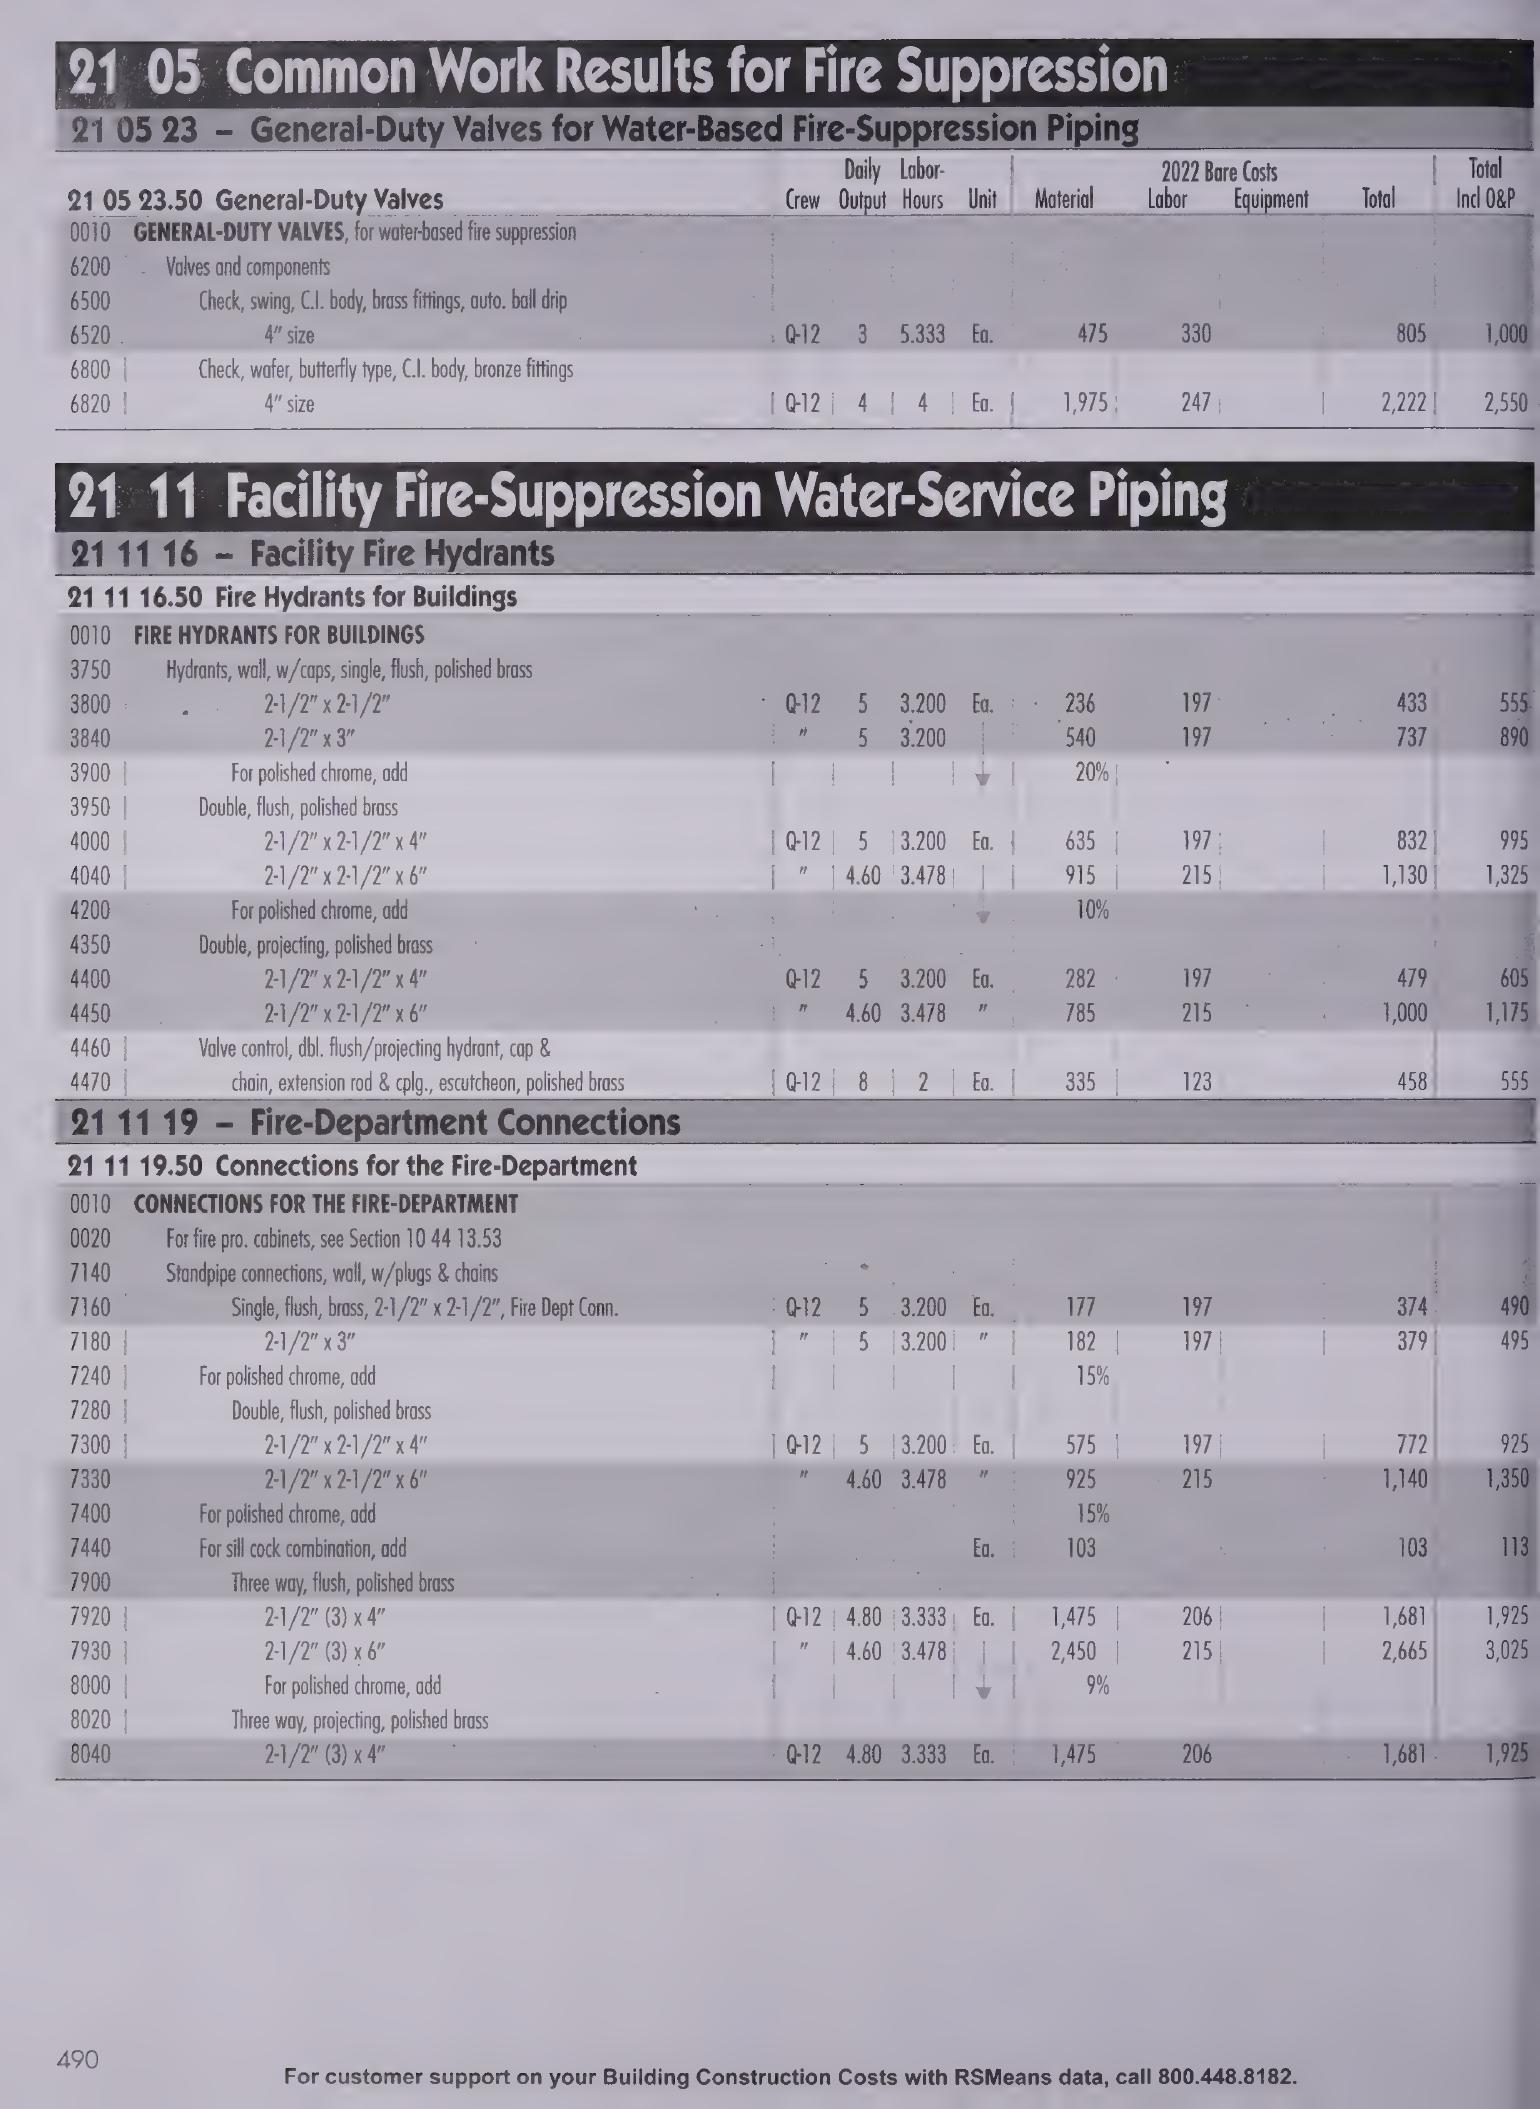 21 05 Common Work Results for Fire Suppression
21 05 23 – General-Duty Valves for Water-Based Fire-Suppression Piping
Daily Labor- 2022 Bare Costs Total
21 05 23.50 General-Duty Valves Crew Output Hours Unit Material Labor Equipment Total Incl O&P
0010 GENERAL-DUTY VALVES, for water-based fire suppression
6200 Valves and components
6500 Check, swing, C.I. body, brass fittings, auto. ball drip
6520 4" size Q-12 3 5.333 Ea. 475 330 805 1,000
6800 Check, wafer, butterfly type, C.I. body, bronze fittings
6820 4" size Q-12 4 4 Ea. 1,975 247 2,222 2,550
21 11 Facility Fire-Suppression Water-Service Piping
21 11 16 – Facility Fire Hydrants
21 11 16.50 Fire Hydrants for Buildings
0010 FIRE HYDRANTS FOR BUILDINGS
3750 Hydrants, wall, w/caps, single, flush, polished brass
3800 2-1/2" x 2-1/2" Q-12 5 3.200 Ea. 236 197 433 555
3840 2-1/2" x 3" " 5 3.200 540 197 737 890
3900 For polished chrome, add 20%
3950 Double, flush, polished brass
4000 2-1/2" x 2-1/2" x 4" Q-12 5 3.200 Ea. 635 197 832 995
4040 2-1/2" x 2-1/2" x 6" " 4.60 3.478 915 215 1,130 1,325
4200 For polished chrome, add 10%
4350 Double, projecting, polished brass
4400 2-1/2" x 2-1/2" x 4" Q-12 5 3.200 Ea. 282 197 479 605
4450 2-1/2" x 2-1/2" x 6" " 4.60 3.478 " 785 215 1,000 1,175
4460 Valve control, dbl. flush/projecting hydrant, cap &
4470 chain, extension rod & cplg., escutcheon, polished brass Q-12 8 2 Ea. 335 123 458 555
21 11 19 – Fire-Department Connections
21 11 19.50 Connections for the Fire-Department
0010 CONNECTIONS FOR THE FIRE-DEPARTMENT
0020 For fire pro. cabinets, see Section 10 44 13.53
7140 Standpipe connections, wall, w/plugs & chains
7160 Single, flush, brass, 2-1/2" x 2-1/2", Fire Dept Conn. Q-12 5 3.200 Ea. 177 197 374 490
7180 2-1/2" x 3" " 5 3.200 " 182 197 379 495
7240 For polished chrome, add 15%
7280 Double, flush, polished brass
7300 2-1/2" x 2-1/2" x 4" Q-12 5 3.200 Ea. 575 197 772 925
7330 2-1/2" x 2-1/2" x 6" " 4.60 3.478 " 925 215 1,140 1,350
7400 For polished chrome, add 15%
7440 For sill cock combination, add Ea. 103 103 113
7900 Three way, flush, polished brass
7920 2-1/2" (3) x 4" Q-12 4.80 3.333 Ea. 1,475 206 1,681 1,925
7930 2-1/2" (3) x 6" " 4.60 3.478 2,450 215 2,665 3,025
8000 For polished chrome, add 9%
8020 Three way, projecting, polished brass
8040 2-1/2" (3) x 4" Q-12 4.80 3.333 Ea. 1,475 206 1,681 1,925
490
For customer support on your Building Construction Costs with RSMeans data, call 800.448.8182.